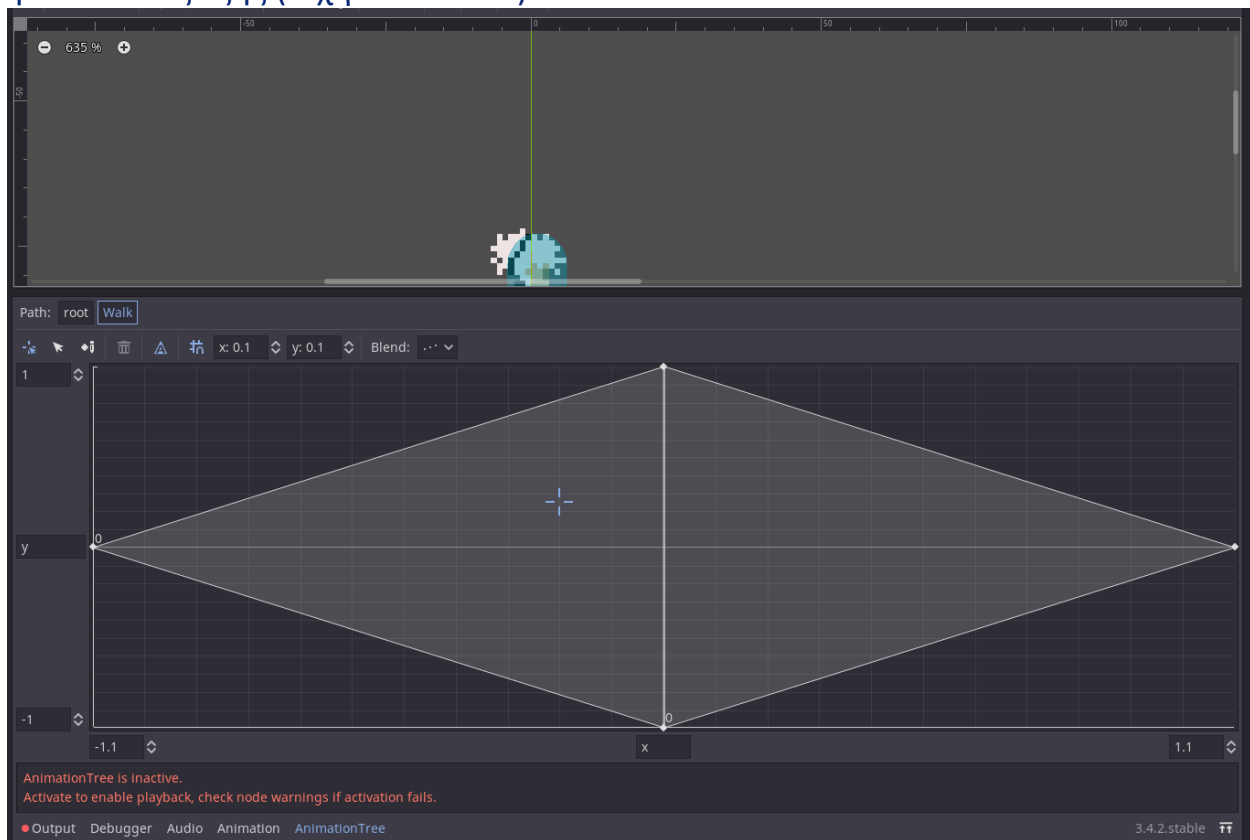 -50 0 50 100
635 %
-50
Path: root Walk
x: 0.1 y: 0.1 Blend:
1
0
y
0
-1
-1.1 x 1.1
AnimationTree is inactive.
Activate to enable playback, check node warnings if activation fails.
Output Debugger Audio Animation AnimationTree 3.4.2.stable